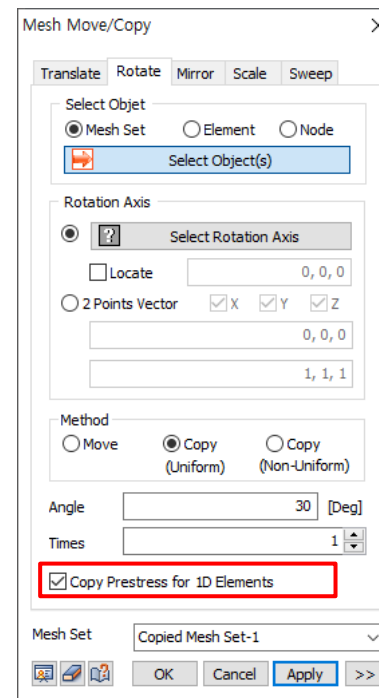 Mesh Move/Copy
Translate Rotate Mirror Scale Sweep
Select Objet
Mesh Set Element Node
Select Object(s)
Rotation Axis
? Select Rotation Axis
Locate 0, 0, 0
2 Points Vector X Y Z
0, 0, 0
1, 1, 1
Method
Move Copy Copy
(Uniform) (Non-Uniform)
Angle 30 [Deg]
Times 1
Copy Prestress for 1D Elements
Mesh Set Copied Mesh Set-1
OK Cancel Apply >>